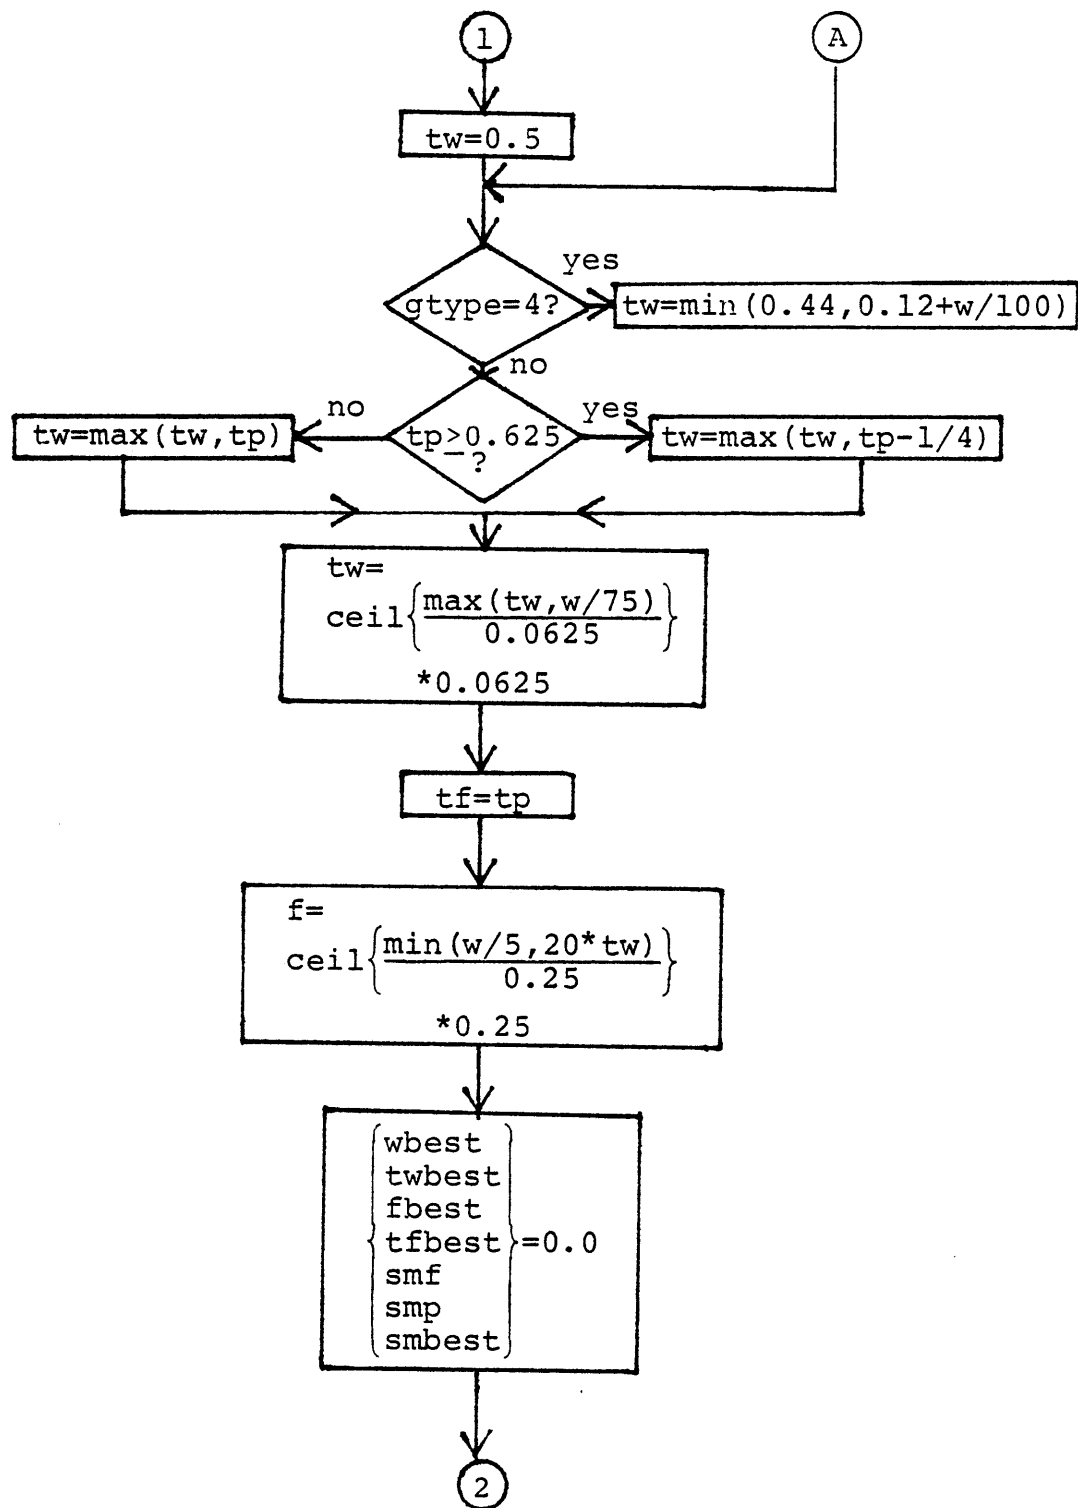 1
A
tw=0.5
yes
gtype=4?
tw=min(0.44,0.12+w/100)
no
no
yes
tw=max(tw,tp)
tp≥0.625
?
tw=max(tw,tp-1/4)
tw=
ceil{max(tw,w/75)
0.0625}
*0.0625
tf=tp
f=
ceil{min(w/5,20*tw)
0.25}
*0.25
wbest
twbest
fbest
tfbest}=0.0
smf
smp
smbest
2